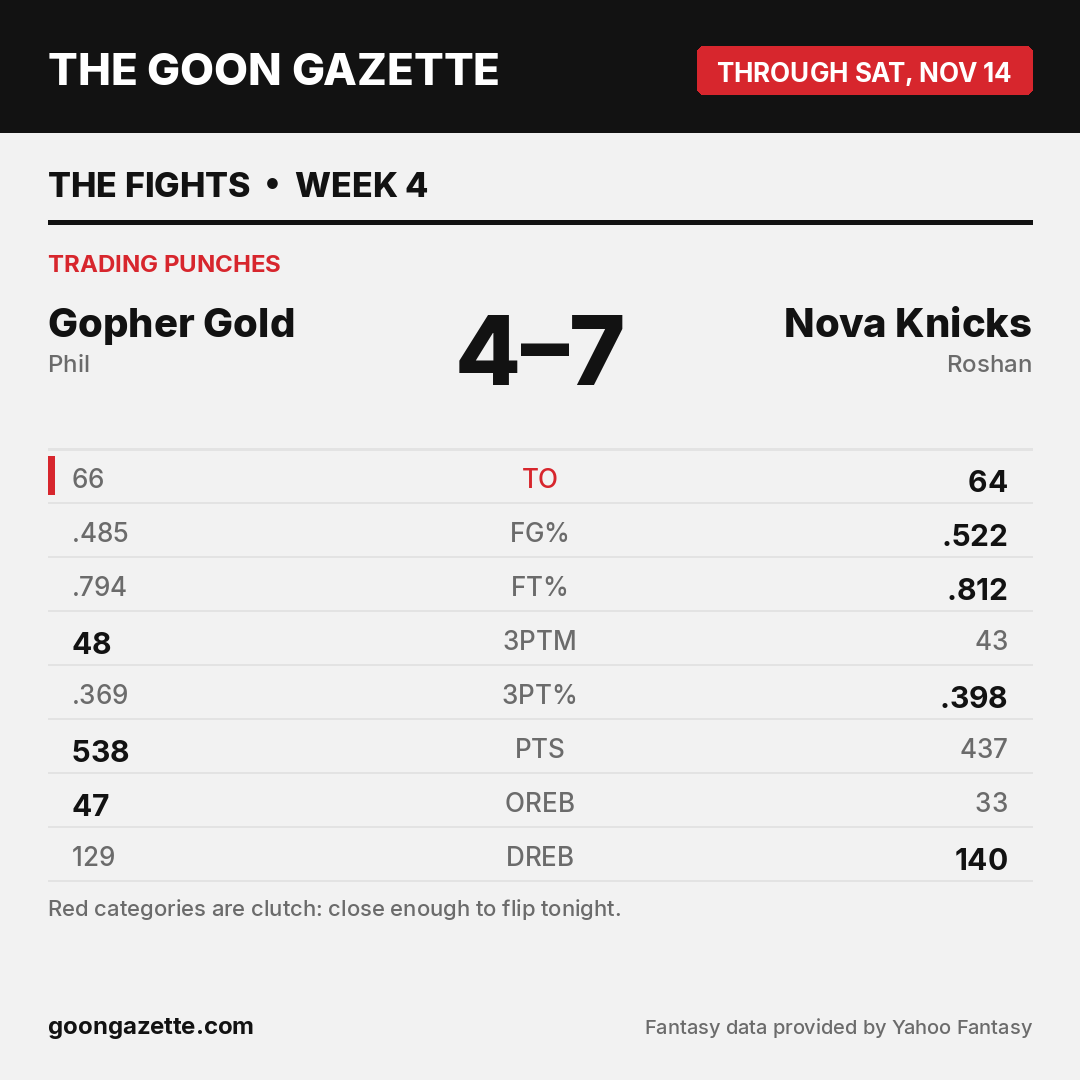 THE GOON GAZETTE
THROUGH SAT, NOV 14
THE FIGHTS • WEEK 4
TRADING PUNCHES
Gopher Gold 4–7 Nova Knicks
Phil Roshan
66 TO 64
.485 FG% .522
.794 FT% .812
48 3PTM 43
.369 3PT% .398
538 PTS 437
47 OREB 33
129 DREB 140
Red categories are clutch: close enough to flip tonight.
goongazette.com
Fantasy data provided by Yahoo Fantasy